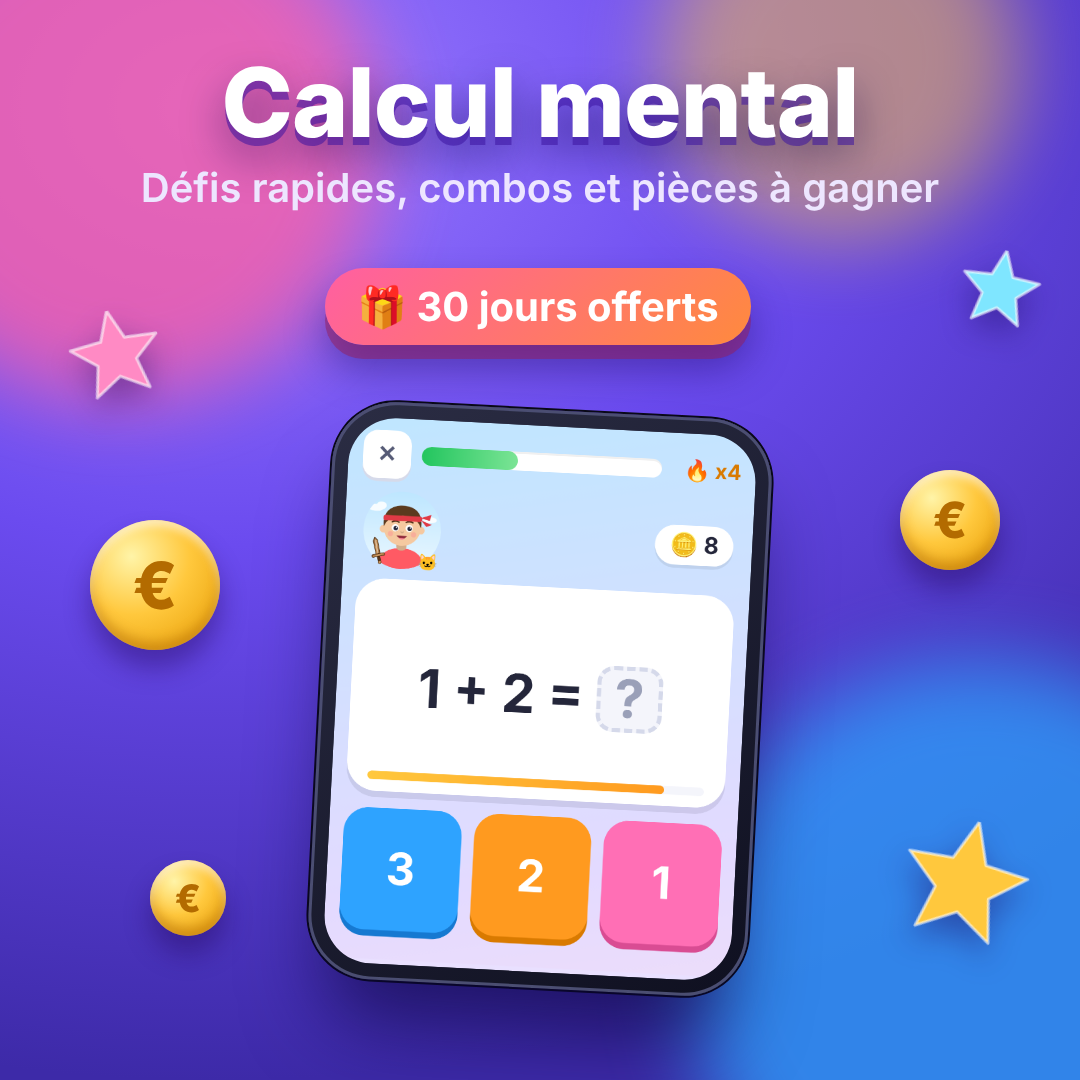 Calcul mental
Défis rapides, combos et pièces à gagner
🎁 30 jours offerts
✕
🔥 x4
🪙 8
€
€
1 + 2 = ?
3 2 1
€